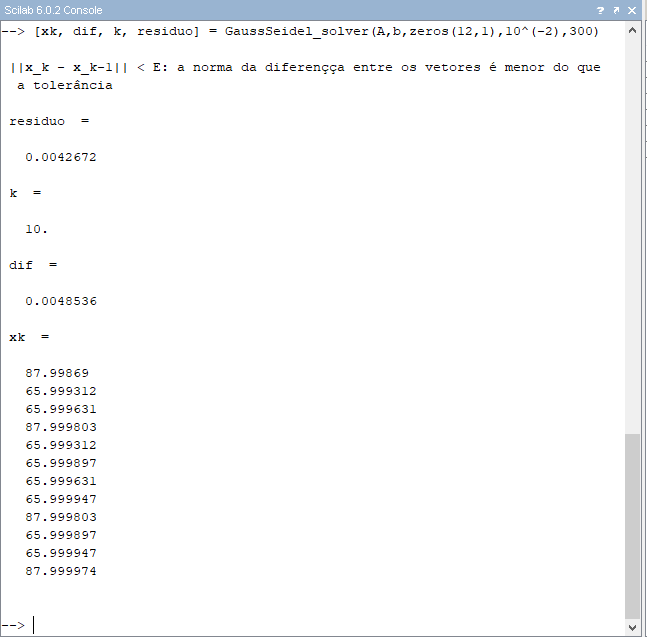 Scilab 6.0.2 Console
--> [xk, dif, k, residuo] = GaussSeidel_solver(A,b,zeros(12,1),10^(-2),300)
||x_k - x_k-1|| < E: a norma da diferençça entre os vetores é menor do que
a tolerância
residuo =
0.0042672
k =
10.
dif =
0.0048536
xk =
87.99869
65.999312
65.999631
87.999803
65.999312
65.999897
65.999631
65.999947
87.999803
65.999897
65.999947
87.999974
-->